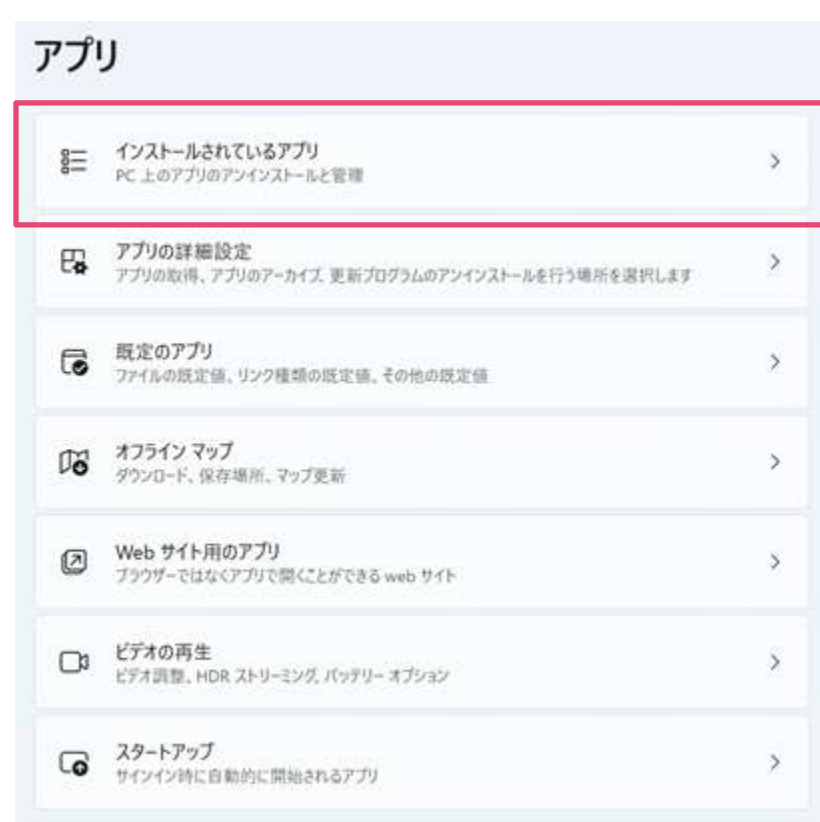 アプリ
インストールされているアプリ
PC 上のアプリのアンインストールと管理
アプリの詳細設定
アプリの取得、アプリのアーカイブ、更新プログラムのアンインストールを行う場所を選択します
既定のアプリ
ファイルの既定値、リンク種類の既定値、その他の既定値
オフライン マップ
ダウンロード、保存場所、マップ更新
Web サイト用のアプリ
ブラウザーではなくアプリで開くことができる web サイト
ビデオの再生
ビデオ調整、HDR ストリーミング、バッテリー オプション
スタートアップ
サインイン時に自動的に開始されるアプリ